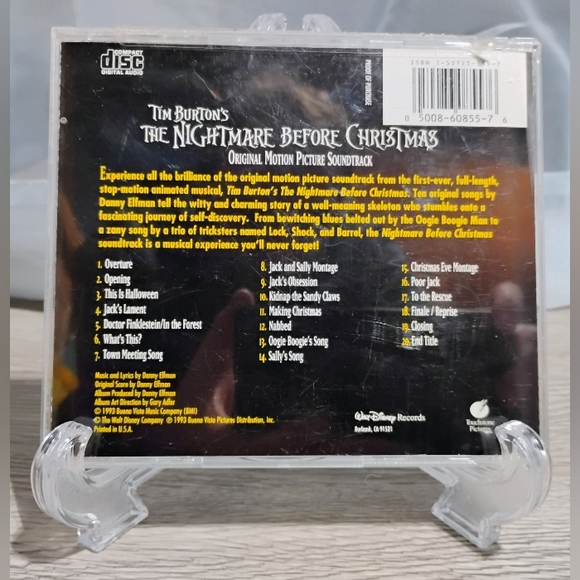 COMPACT
disc
DIGITAL AUDIO
PROOF OF PURCHASE
0 5008-60855-7 6
TIM BURTON'S
THE NIGHTMARE BEFORE CHRISTMAS
ORIGINAL MOTION PICTURE SOUNDTRACK
Experience all the brilliance of the original motion picture soundtrack from the first-ever, full-length,
stop-motion animated musical, Tim Burton's The Nightmare Before Christmas. Ten original songs by
Danny Elfman tell the witty and charming story of a well-meaning skeleton who stumbles onto a
fascinating journey of self-discovery. From bewitching blues belted out by the Oogie Boogie Man to
a zany song by a trio of tricksters named Lock, Shock, and Barrel, the Nightmare Before Christmas
soundtrack is a musical experience you'll never forget!
1. Overture
2. Opening
3. This Is Halloween
4. Jack's Lament
5. Doctor Finklestein/In the Forest
6. What's This?
7. Town Meeting Song
8. Jack and Sally Montage
9. Jack's Obsession
10. Kidnap the Sandy Claws
11. Making Christmas
12. Nabbed
13. Oogie Boogie's Song
14. Sally's Song
15. Christmas Eve Montage
16. Poor Jack
17. To the Rescue
18. Finale/Reprise
19. Closing
20. End Title
Music and Lyrics by Danny Elfman
Original Score by Danny Elfman
Album Produced by Danny Elfman
Album Art Direction by Gary Adler
© 1993 Buena Vista Music Company (BMI)
© The Walt Disney Company ℗ 1993 Buena Vista Pictures Distribution, Inc.
Printed in U.S.A.
Walt Disney Records
Burbank, CA 91521
Touchstone
Pictures